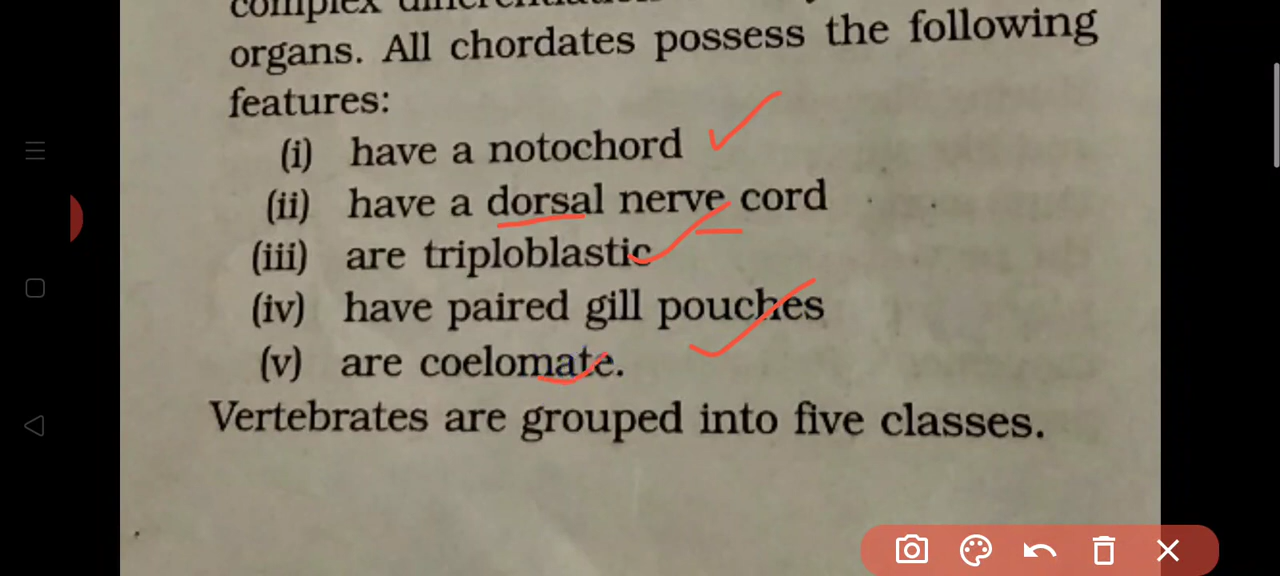 complex
organs. All chordates possess the following
features:
(i) have a notochord
(ii) have a dorsal nerve cord
(iii) are triploblastic
(iv) have paired gill pouches
(v) are coelomate.
Vertebrates are grouped into five classes.